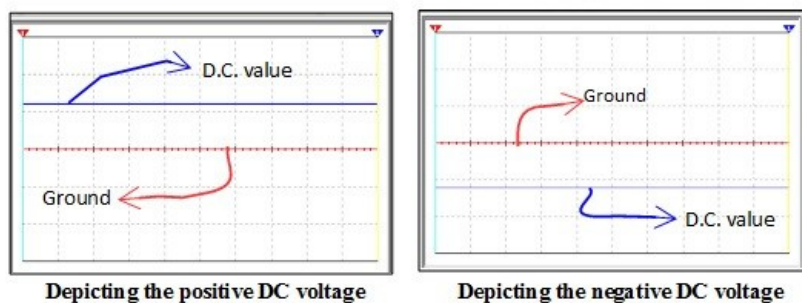 D.C. value
Ground
Depicting the positive DC voltage
Ground
D.C. value
Depicting the negative DC voltage